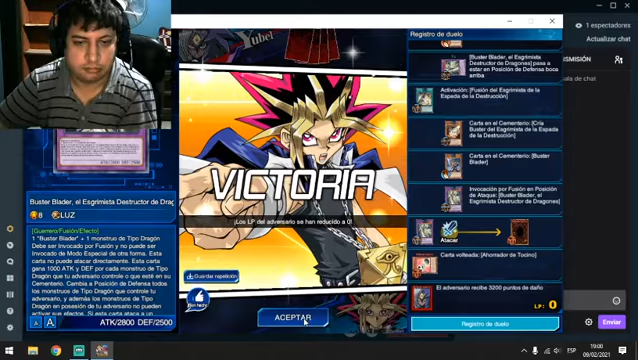 1 espectadores
Actualizar chat
Yubel
Registro de duelo
[Buster Blader, el Esgrimista
Destructor de Dragones] pasa a
estar en Posición de Defensa boca
arriba
Activación: [Fusión del Esgrimista de la
Espada de la Destrucción]
Carta en el Cementerio: [Cría
Buster del Esgrimista de la Espada
de la Destrucción]
Carta en el Cementerio: [Buster
Blader]
Invocación por Fusión en Posición
de Ataque: [Buster Blader, el
Esgrimista Destructor de Dragones]
Atacar
Carta volteada: [Ahorrador de
Tocino]
El adversario recibe 3200 puntos de
daño
LP: 0
Registro de duelo
VICTORIA
¡Los LP del adversario se han reducido a 0!
Guardar repetición
¡Bien hecho!
ACEPTAR
Buster Blader, el Esgrimista Destructor de Drag
8 LUZ
[Guerrero/Fusión/Efecto]
1 "Buster Blader" + 1 monstruo de Tipo
Dragón
Debe ser Invocado por Fusión y no puede ser
Invocado de Modo Especial de otra forma. Esta
carta no puede atacar directamente. Esta carta
gana 1000 ATK y DEF por cada monstruo de
Dragón que tu adversario controle o que esté en su
Cementerio. Cambia a Posición de Defensa todos
los monstruos de Tipo Dragón que controle tu
adversario, y además los monstruos de Tipo
Dragón en posesión de tu adversario no pueden
activar sus efectos. Si esta carta ataca a un
A A
ATK/2800 DEF/2500
Enviar
ESP
19:00
09/02/2021